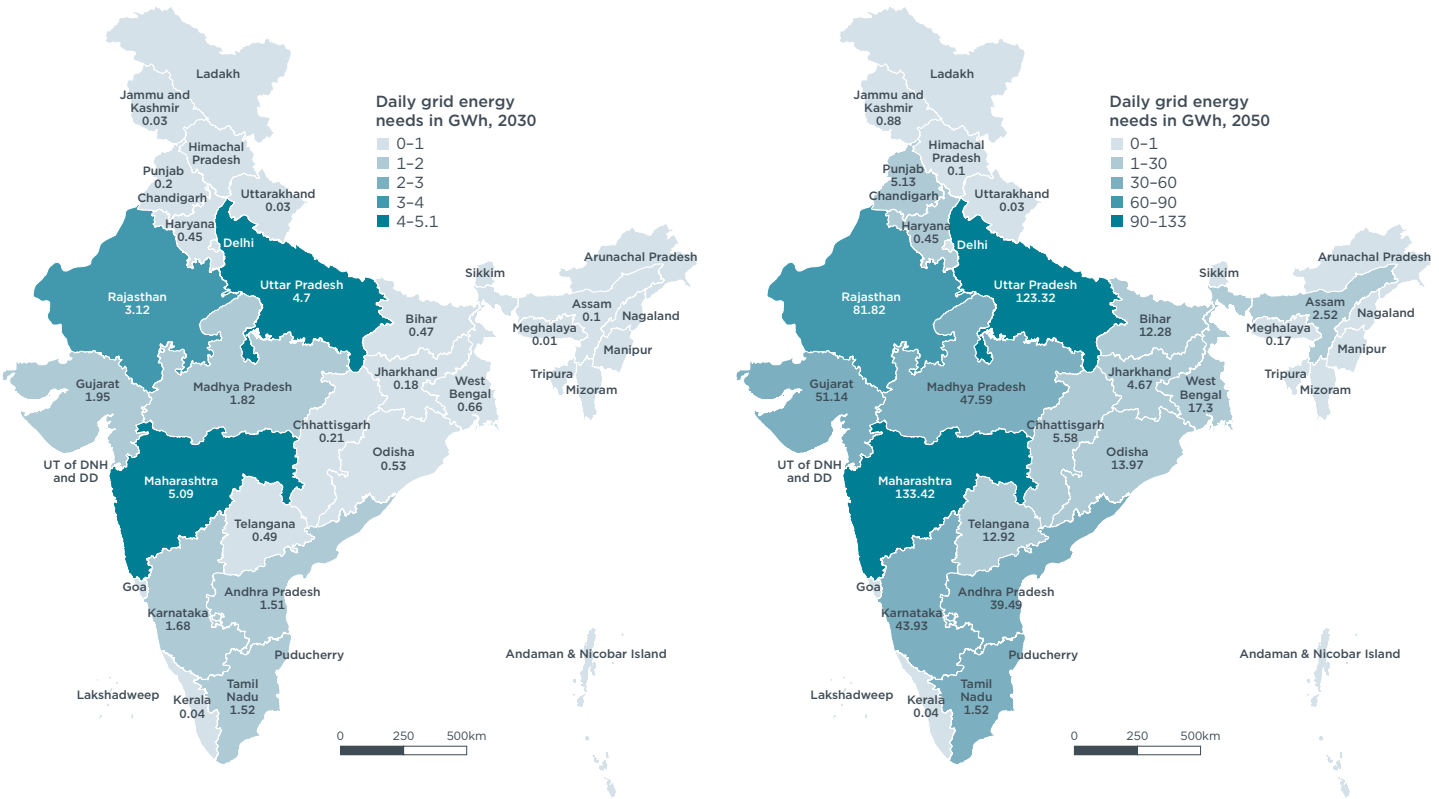 Ladakh
Jammu and
Kashmir
0.03
Daily grid energy
needs in GWh, 2030
0–1
1–2
2–3
3–4
4–5.1
Himachal
Pradesh
Punjab
0.2
Chandigarh
Uttarakhand
0.03
Haryana
0.45
Delhi
Rajasthan
3.12
Uttar Pradesh
4.7
Sikkim
Arunachal Pradesh
Assam
0.1
Nagaland
Meghalaya
0.01
Manipur
Tripura
Mizoram
Bihar
0.47
Jharkhand
0.18
West
Bengal
0.66
Gujarat
1.95
Madhya Pradesh
1.82
Chhattisgarh
0.21
Odisha
0.53
UT of DNH
and DD
Maharashtra
5.09
Telangana
0.49
Goa
Karnataka
1.68
Andhra Pradesh
1.51
Puducherry
Andaman & Nicobar Island
Lakshadweep
Kerala
0.04
Tamil
Nadu
1.52
0 250 500km
Ladakh
Jammu and
Kashmir
0.88
Daily grid energy
needs in GWh, 2050
0–1
1–30
30–60
60–90
90–133
Himachal
Pradesh
0.1
Punjab
5.13
Chandigarh
Uttarakhand
0.03
Haryana
0.45
Delhi
Rajasthan
81.82
Uttar Pradesh
123.32
Sikkim
Arunachal Pradesh
Assam
2.52
Nagaland
Meghalaya
0.17
Manipur
Tripura
Mizoram
Bihar
12.28
Jharkhand
4.67
West
Bengal
17.3
Gujarat
51.14
Madhya Pradesh
47.59
Chhattisgarh
5.58
Odisha
13.97
UT of DNH
and DD
Maharashtra
133.42
Telangana
12.92
Goa
Karnataka
43.93
Andhra Pradesh
39.49
Puducherry
Andaman & Nicobar Island
Lakshadweep
Kerala
0.04
Tamil
Nadu
1.52
0 250 500km